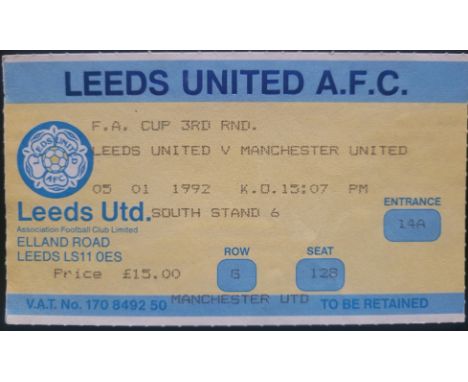 LEEDS UNITED A.F.C.
F.A. CUP 3RD RND.
LEEDS UNITED V MANCHESTER UNITED
LEEDS UNITED
A F C
05 01 1992 K.O.15:07 PM
Leeds Utd. SOUTH STAND 6
Association Football Club Limited
ELLAND ROAD
LEEDS LS11 0ES
ENTRANCE
14A
ROW SEAT
Price £15.00 G 128
MANCHESTER UTD
V.A.T. No. 170 8492 50 TO BE RETAINED